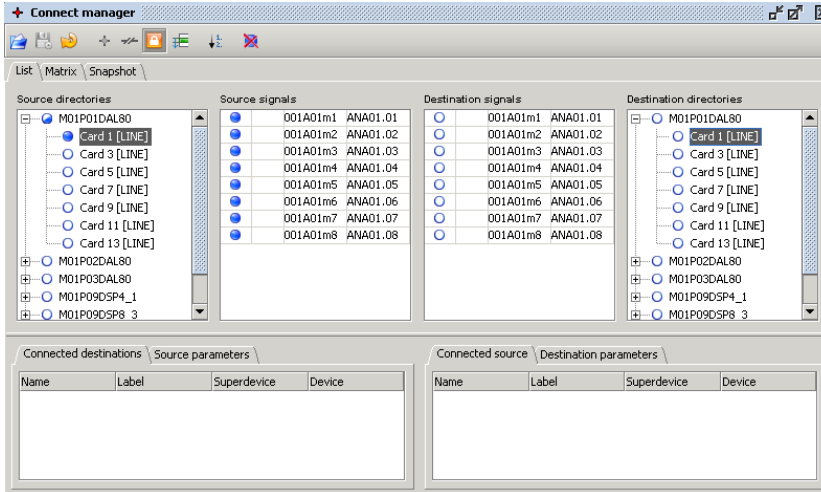 Connect manager
List Matrix Snapshot
Source directories Source signals Destination signals Destination directories
M01P01DAL80 001A01m1 ANA01.01 001A01m1 ANA01.01 M01P01DAL80
Card 1 [LINE] 001A01m2 ANA01.02 001A01m2 ANA01.02 Card 1 [LINE]
Card 3 [LINE] 001A01m3 ANA01.03 001A01m3 ANA01.03 Card 3 [LINE]
Card 5 [LINE] 001A01m4 ANA01.04 001A01m4 ANA01.04 Card 5 [LINE]
Card 7 [LINE] 001A01m5 ANA01.05 001A01m5 ANA01.05 Card 7 [LINE]
Card 9 [LINE] 001A01m6 ANA01.06 001A01m6 ANA01.06 Card 9 [LINE]
Card 11 [LINE] 001A01m7 ANA01.07 001A01m7 ANA01.07 Card 11 [LINE]
Card 13 [LINE] 001A01m8 ANA01.08 001A01m8 ANA01.08 Card 13 [LINE]
M01P02DAL80 M01P02DAL80
M01P03DAL80 M01P03DAL80
M01P09DSP4_1 M01P09DSP4_1
M01P09DSP8_3 M01P09DSP8_3
Connected destinations Source parameters Connected source Destination parameters
Name Label Superdevice Device Name Label Superdevice Device